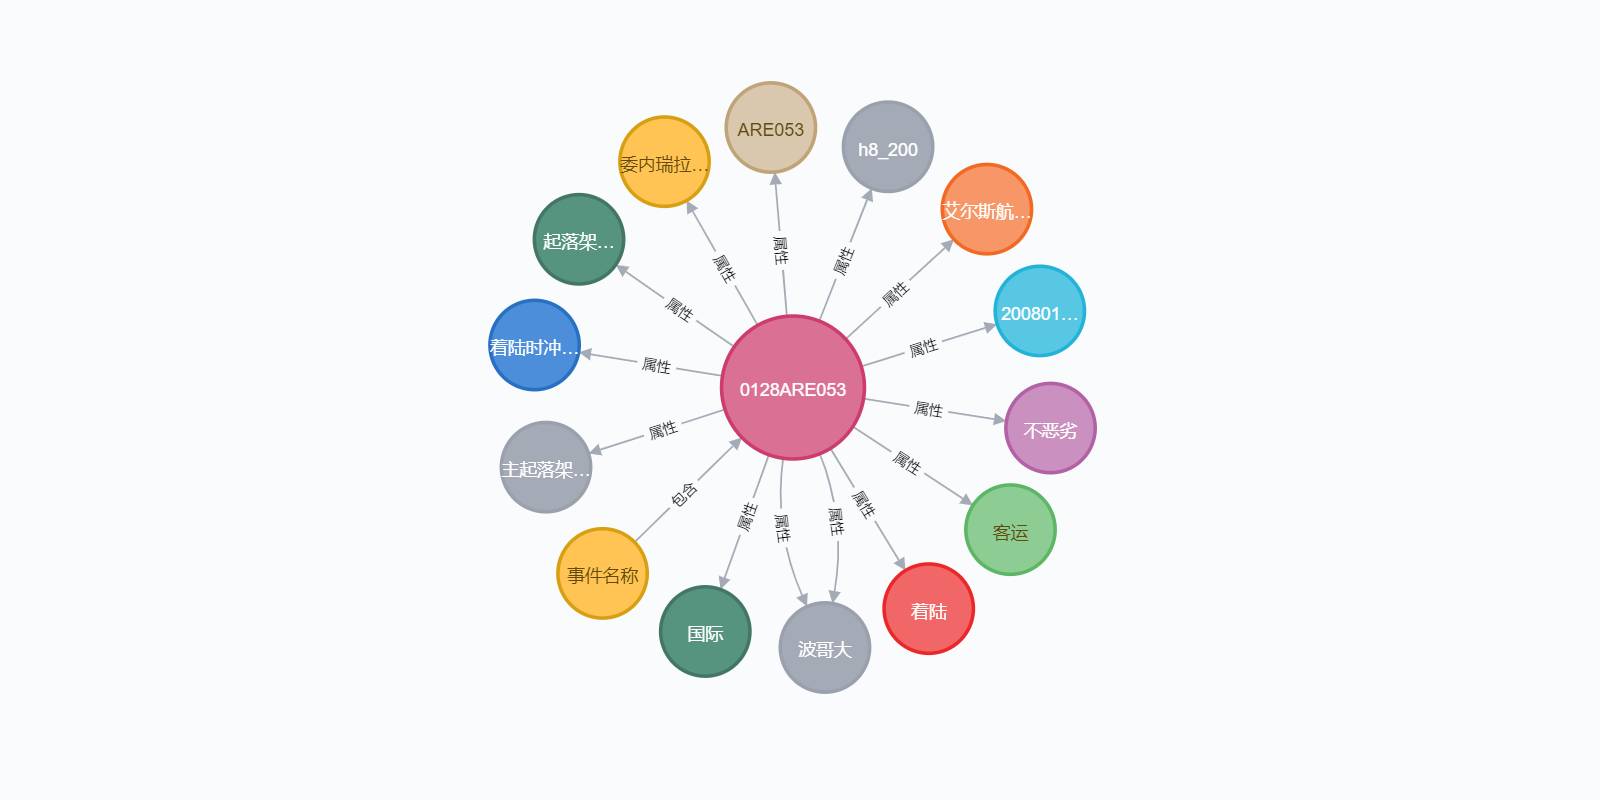 ARE053
h8_200
委内瑞拉…
艾尔斯航…
起落架…
属性
属性
属性
属性
属性
200801…
属性
着陆时冲…
属性
属性
0128ARE053
属性
不恶劣
属性
主起落架…
属性
包含
属性
属性
属性
属性
客运
事件名称
着陆
国际
波哥大